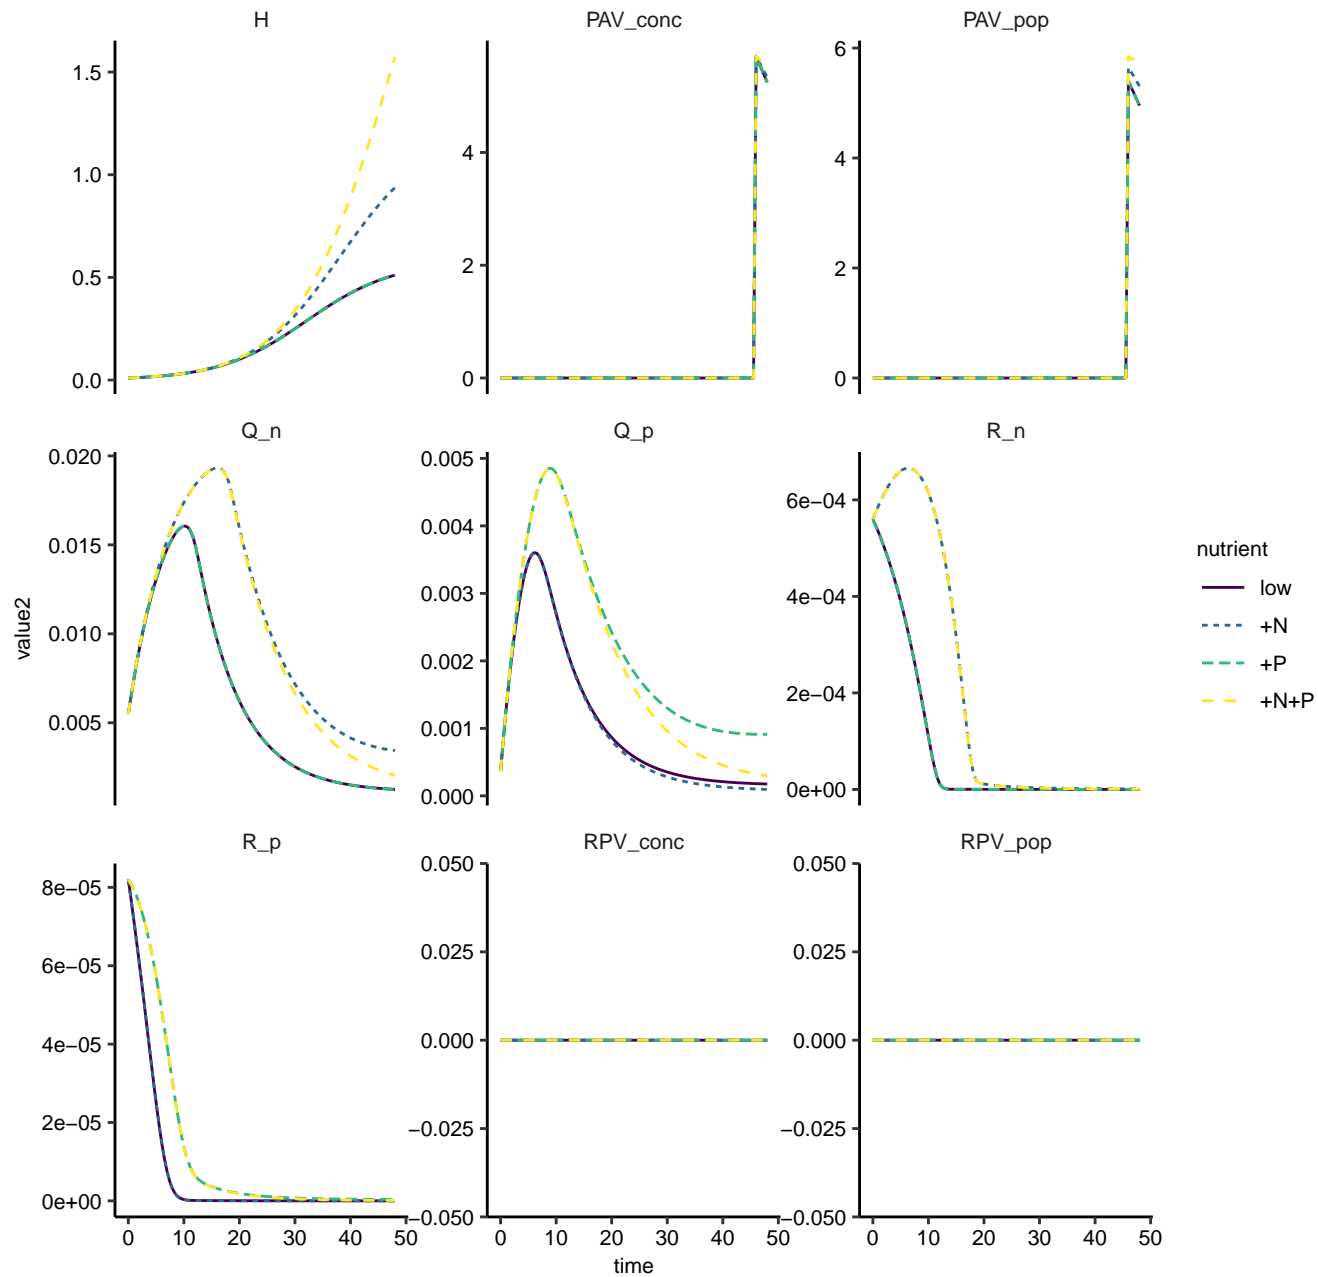 H
PAV_conc
PAV_pop
1.5
1.0
0.5
0.0
4
2
0
6
4
2
0
Q_n
Q_p
R_n
0.020
0.015
0.010
0.005
0.005
0.004
0.003
0.002
0.001
0.000
6e−04
4e−04
2e−04
0e+00
R_p
RPV_conc
RPV_pop
8e−05
6e−05
4e−05
2e−05
0e+00
0.050
0.025
0.000
−0.025
−0.050
0.050
0.025
0.000
−0.025
−0.050
0 10 20 30 40 50
0 10 20 30 40 50
0 10 20 30 40 50
time
value2
nutrient
low
+N
+P
+N+P